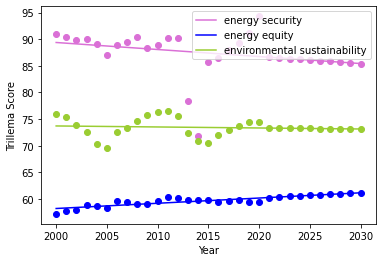 energy security
energy equity
environmental sustainability
Trillema Score
95
90
85
80
75
70
65
60
2000 2005 2010 2015 2020 2025 2030
Year